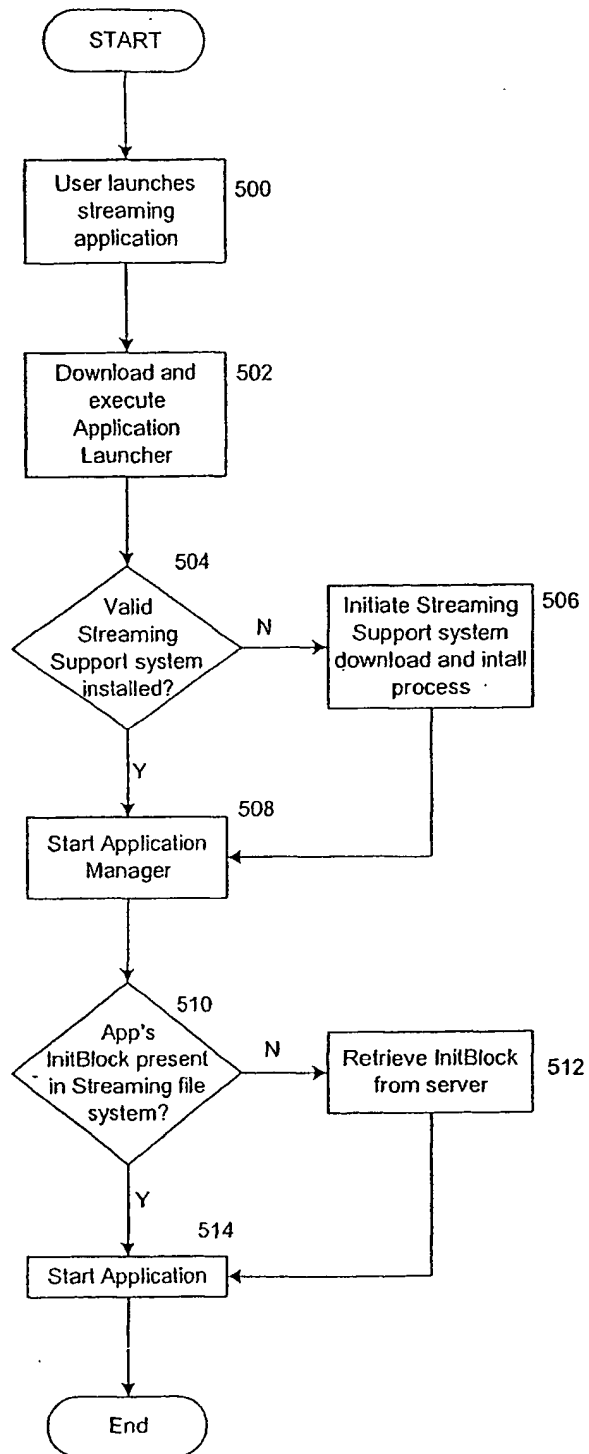 START
User launches
streaming
application
500
Download and
execute
Application
Launcher
502
504
Valid
Streaming
Support system
installed?
N
Initiate Streaming
Support system
download and intall
process
506
Y
508
Start Application
Manager
510
App's
InitBlock present
in Streaming file
system?
N
Retrieve InitBlock
from server
512
Y
514
Start Application
End